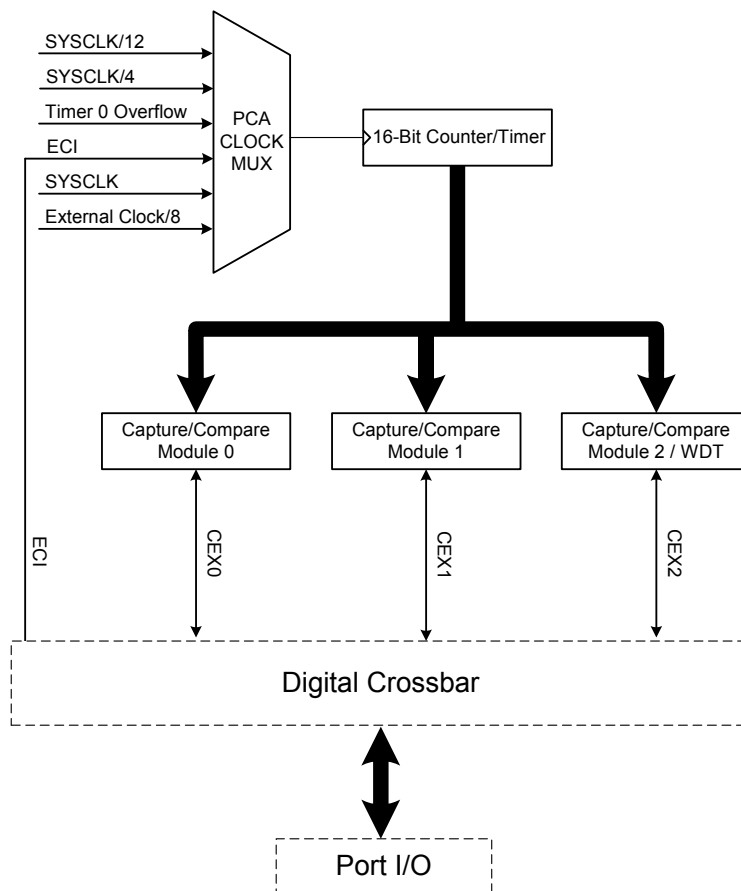 SYSCLK/12
SYSCLK/4
Timer 0 Overflow
ECI
SYSCLK
External Clock/8
PCA
CLOCK
MUX
16-Bit Counter/Timer
Capture/Compare
Module 0
Capture/Compare
Module 1
Capture/Compare
Module 2 / WDT
ECI
CEX0
CEX1
CEX2
Digital Crossbar
Port I/O